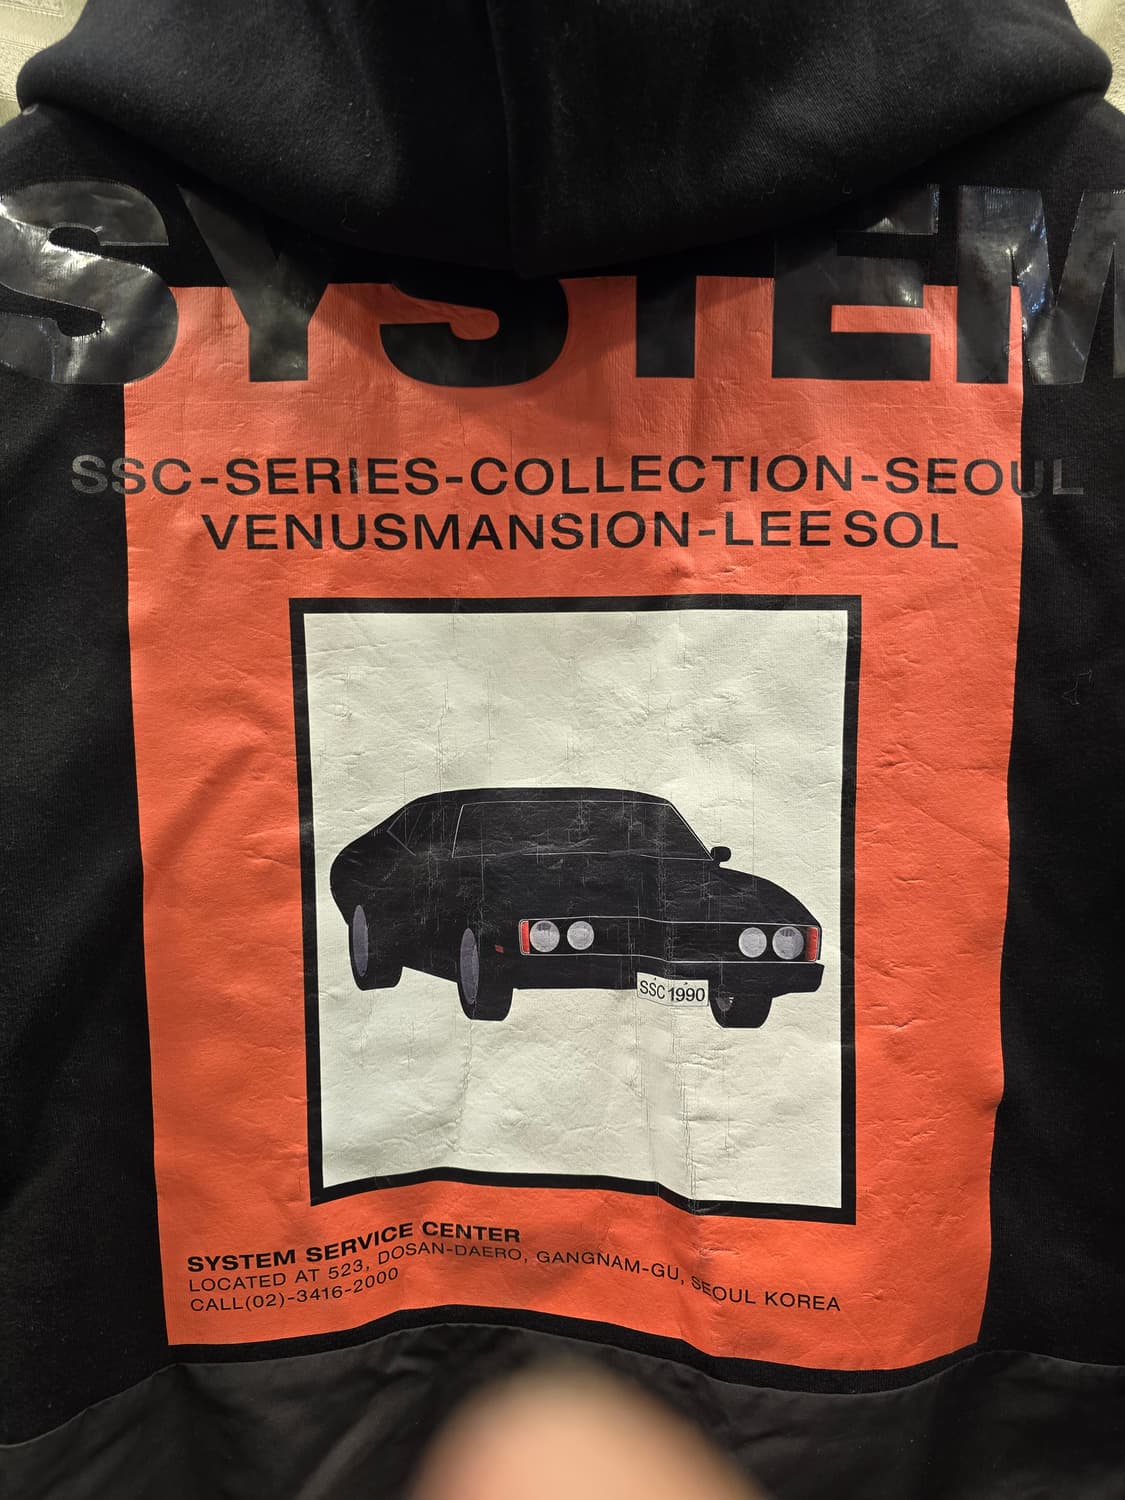 SYSTEM
SSC-SERIES-COLLECTION-SEOUL
VENUSMANSION-LEESOL
SSC 1990
SYSTEM SERVICE CENTER
LOCATED AT 523, DOSAN-DAERO, GANGNAM-GU, SEOUL KOREA
CALL(02)-3416-2000